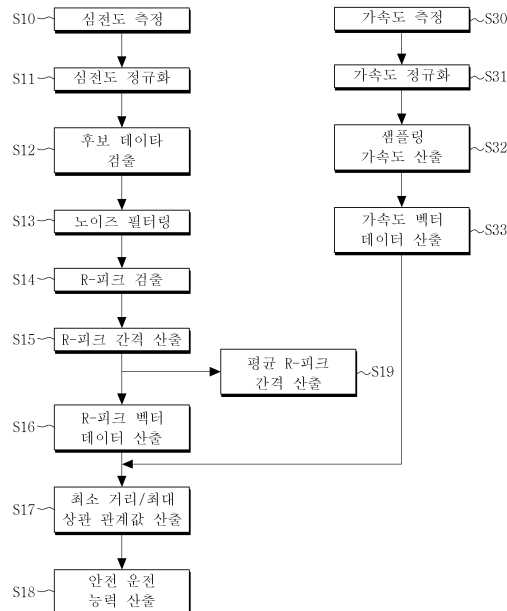 S10
심전도 측정
S11
심전도 정규화
S12
후보 데이타
검출
S13
노이즈 필터링
S14
R-피크 검출
S15
R-피크 간격 산출
평균 R-피크
간격 산출
S19
S16
R-피크 벡터
데이터 산출
S17
최소 거리/최대
상관 관계값 산출
S18
안전 운전
능력 산출
가속도 측정
S30
가속도 정규화
S31
샘플링
가속도 산출
S32
가속도 벡터
데이터 산출
S33